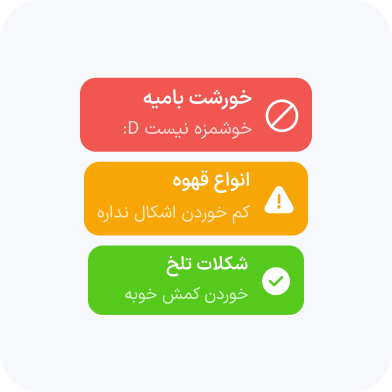 خورشت بامیه
خوشمزه نیست D:
انواع قهوه
کم خوردن اشکال نداره
شکلات تلخ
خوردن کمش خوبه